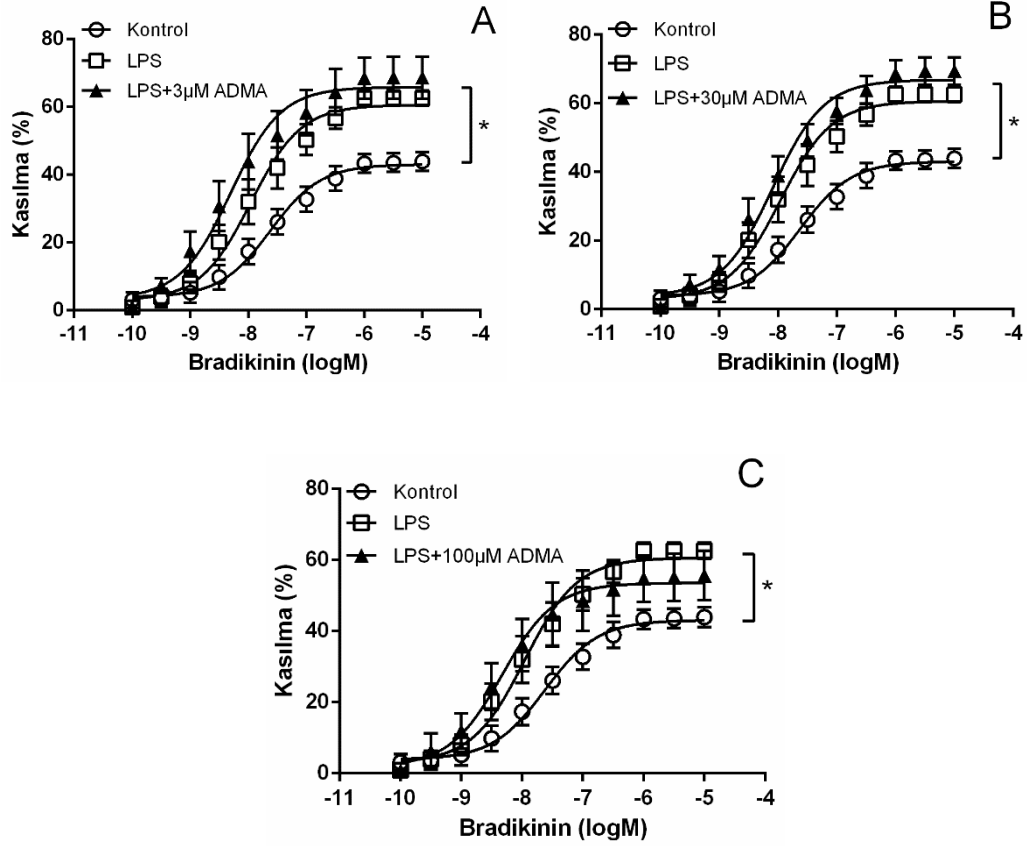 A
Kontrol
LPS
LPS+3µM ADMA
80
60
40
20
0
Kasılma (%)
*
-11 -10 -9 -8 -7 -6 -5 -4
Bradikinin (logM)
B
Kontrol
LPS
LPS+30µM ADMA
80
60
40
20
0
Kasılma (%)
*
-11 -10 -9 -8 -7 -6 -5 -4
Bradikinin (logM)
C
Kontrol
LPS
LPS+100µM ADMA
80
60
40
20
0
Kasılma (%)
*
-11 -10 -9 -8 -7 -6 -5 -4
Bradikinin (logM)